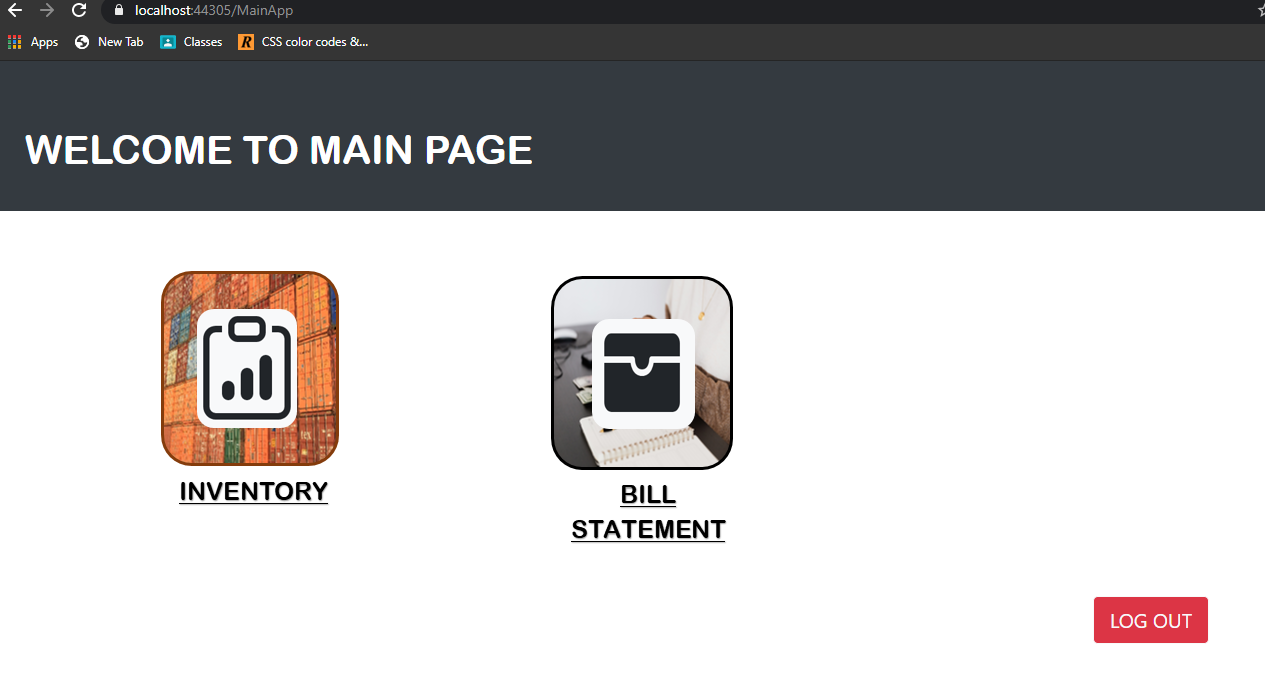 localhost:44305/MainApp
Apps New Tab Classes R CSS color codes &...
WELCOME TO MAIN PAGE
INVENTORY
BILL
STATEMENT
LOG OUT